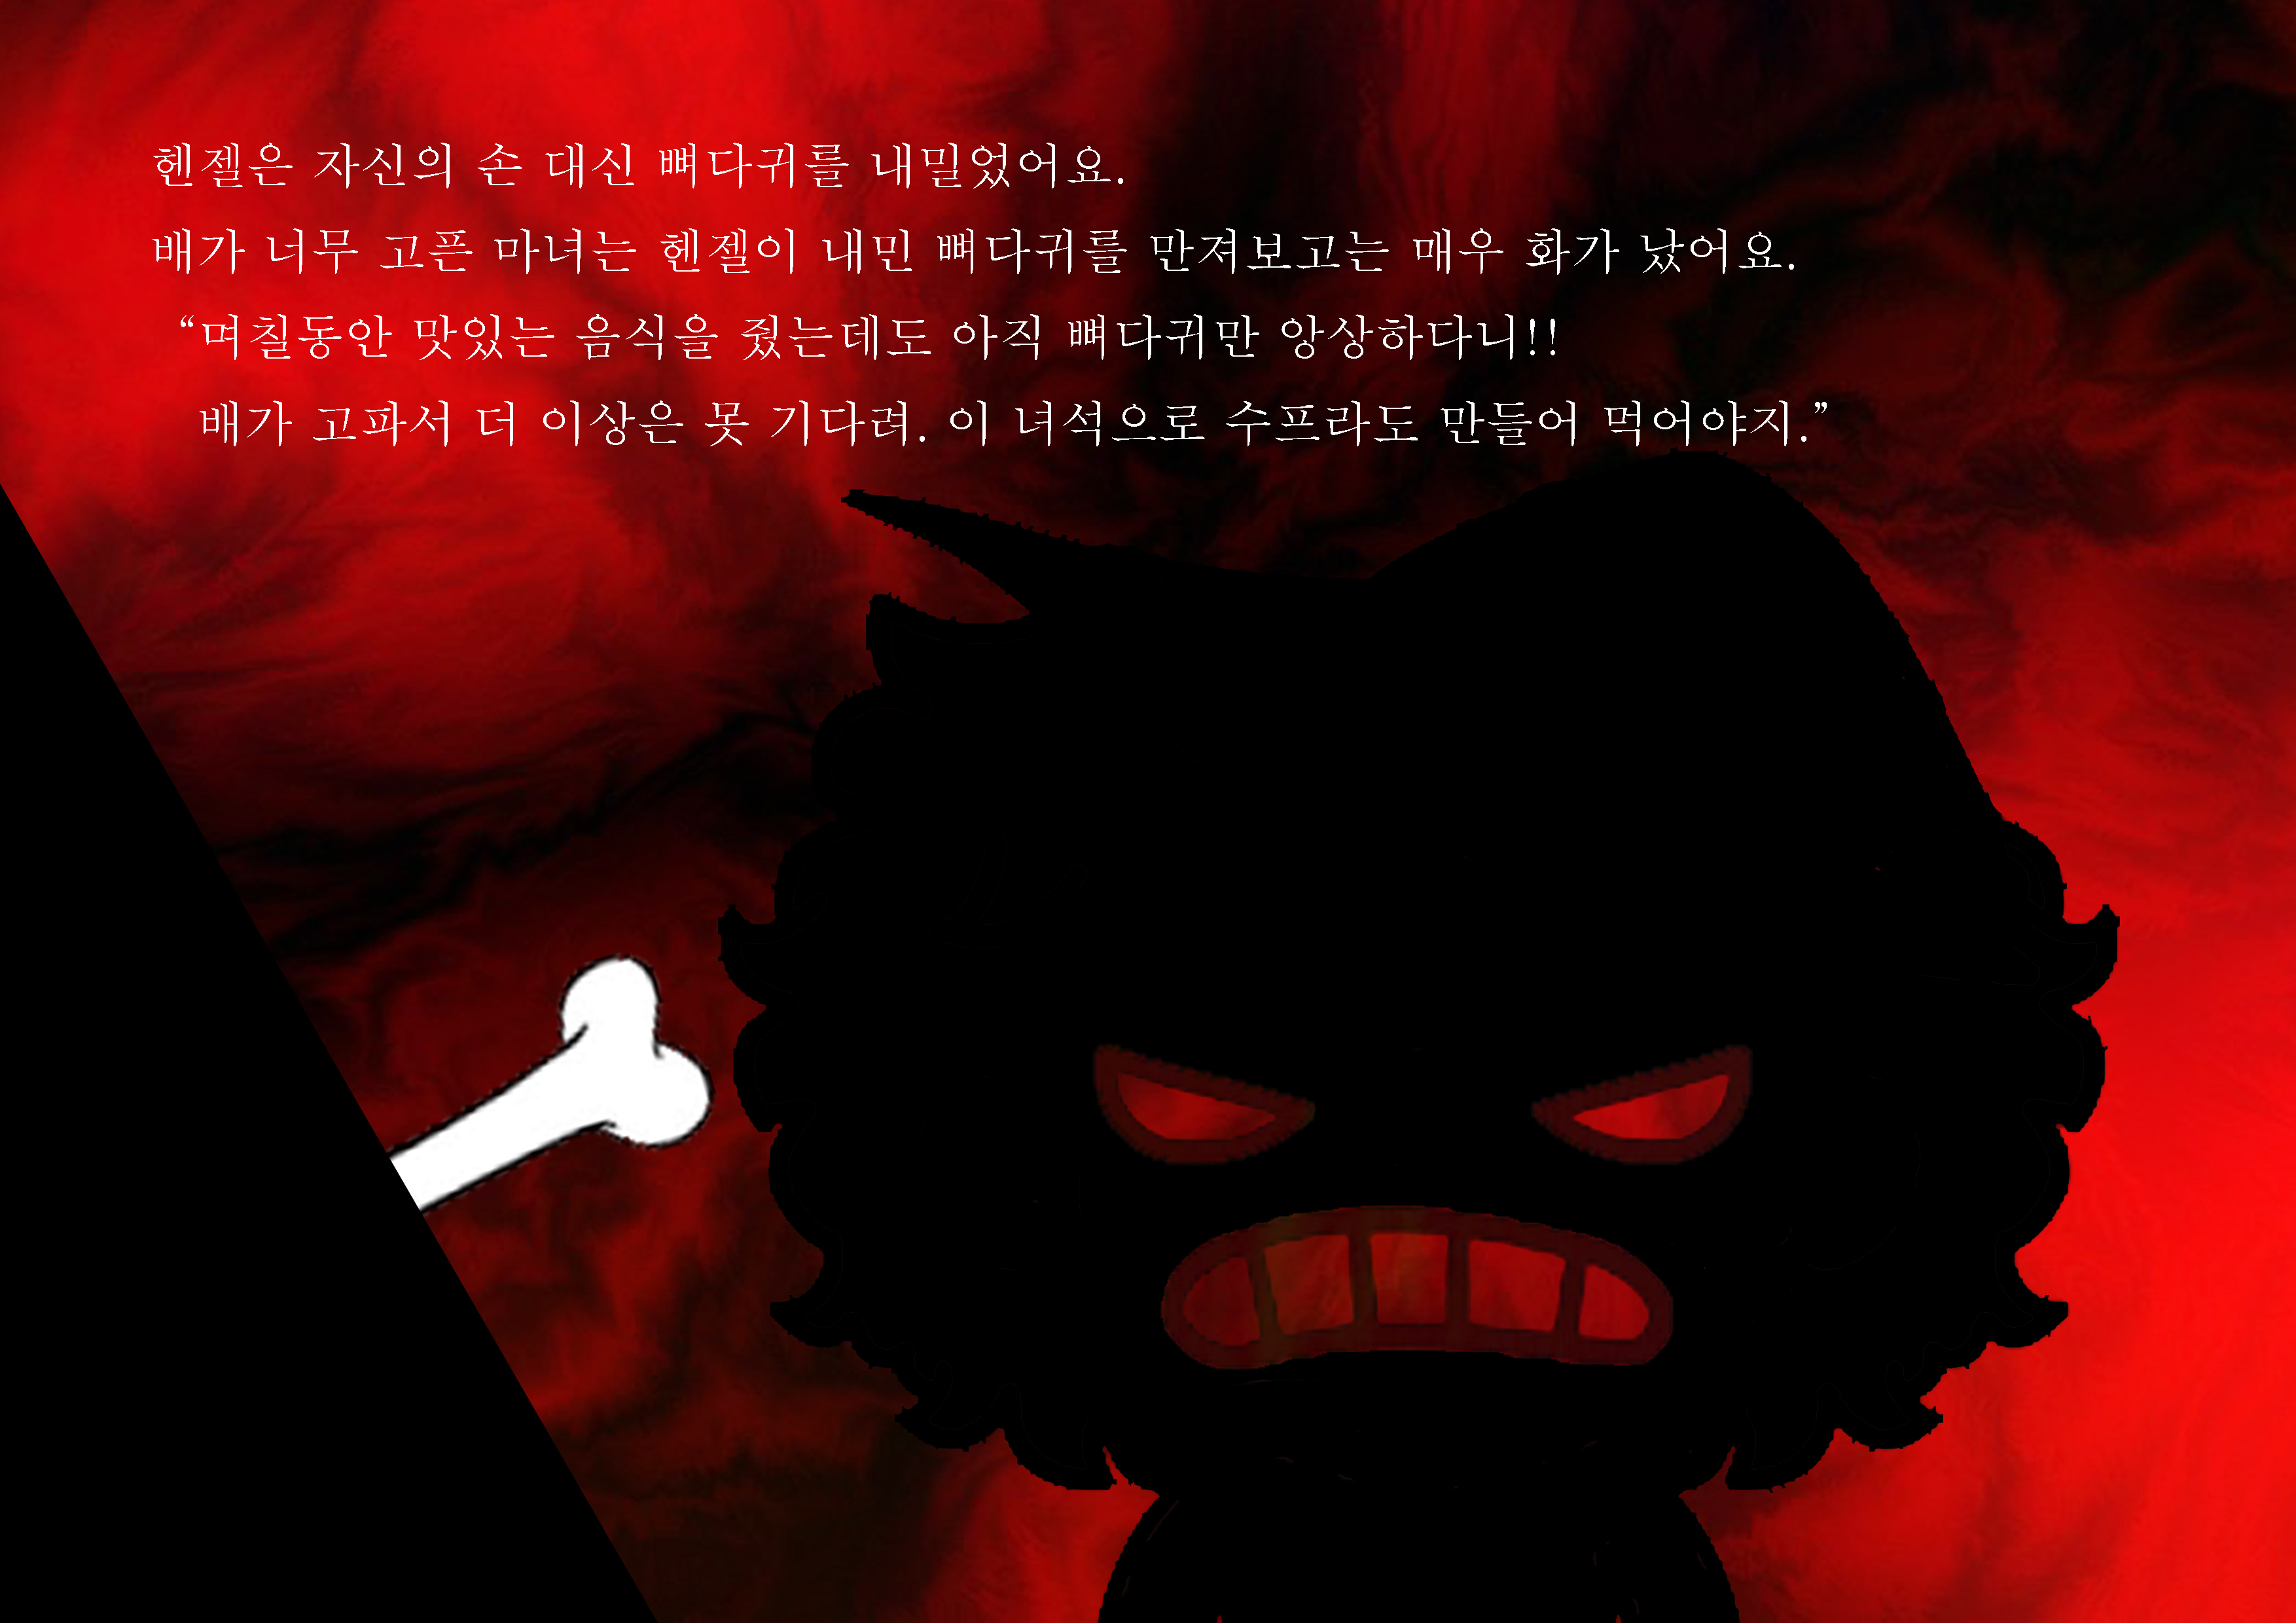 헨젤은 자신의 손 대신 뼈다귀를 내밀었어요.
배가 너무 고픈 마녀는 헨젤이 내민 뼈다귀를 만져보고는 매우 화가 났어요.
“며칠동안 맛있는 음식을 줬는데도 아직 뼈다귀만 앙상하다니!!
배가 고파서 더 이상은 못 기다려. 이 녀석으로 수프라도 만들어 먹어야지.”